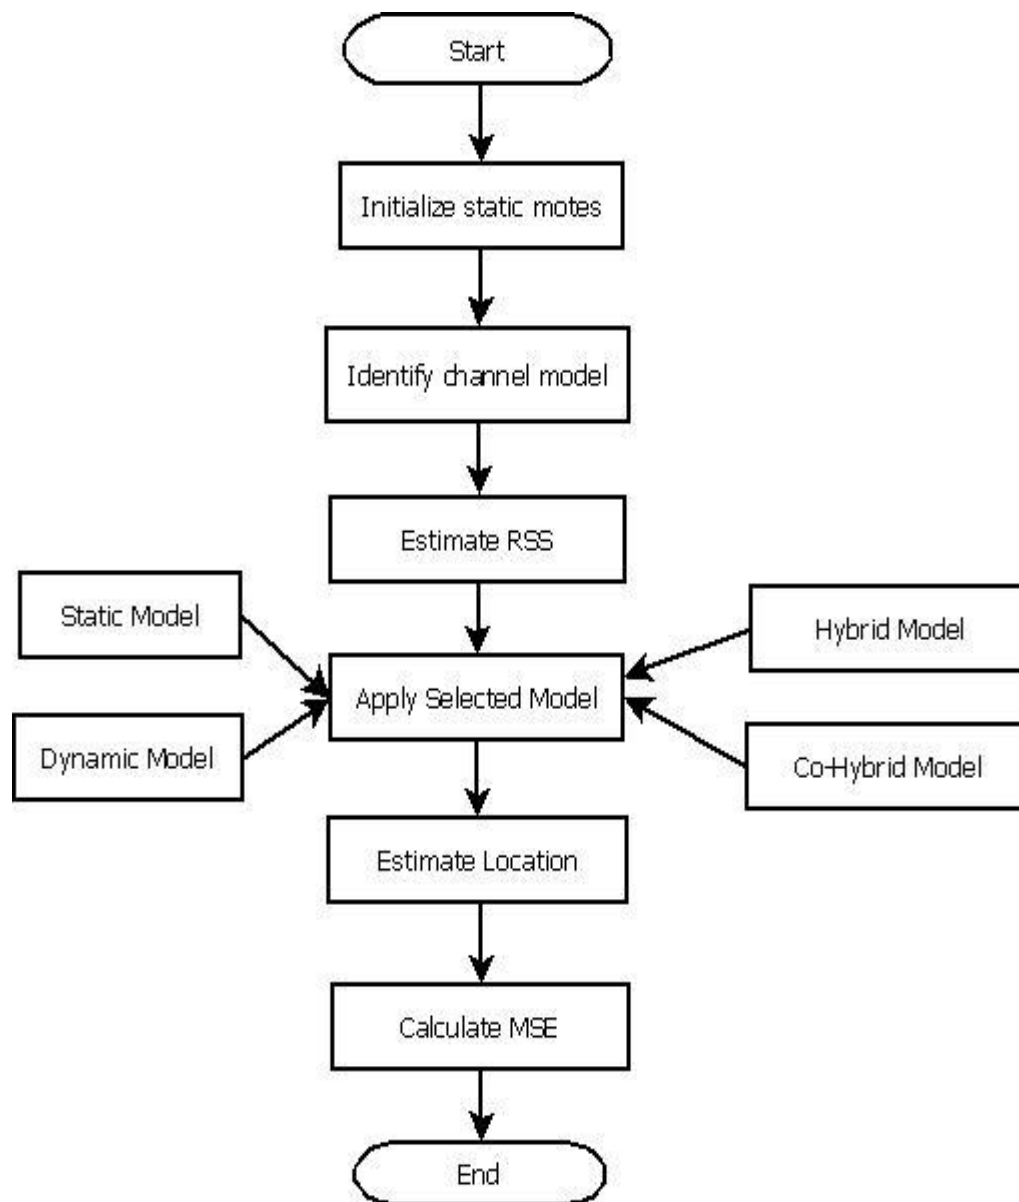 Start
Initialize static motes
Identify channel model
Estimate RSS
Static Model
Hybrid Model
Apply Selected Model
Dynamic Model
Co-Hybrid Model
Estimate Location
Calculate MSE
End